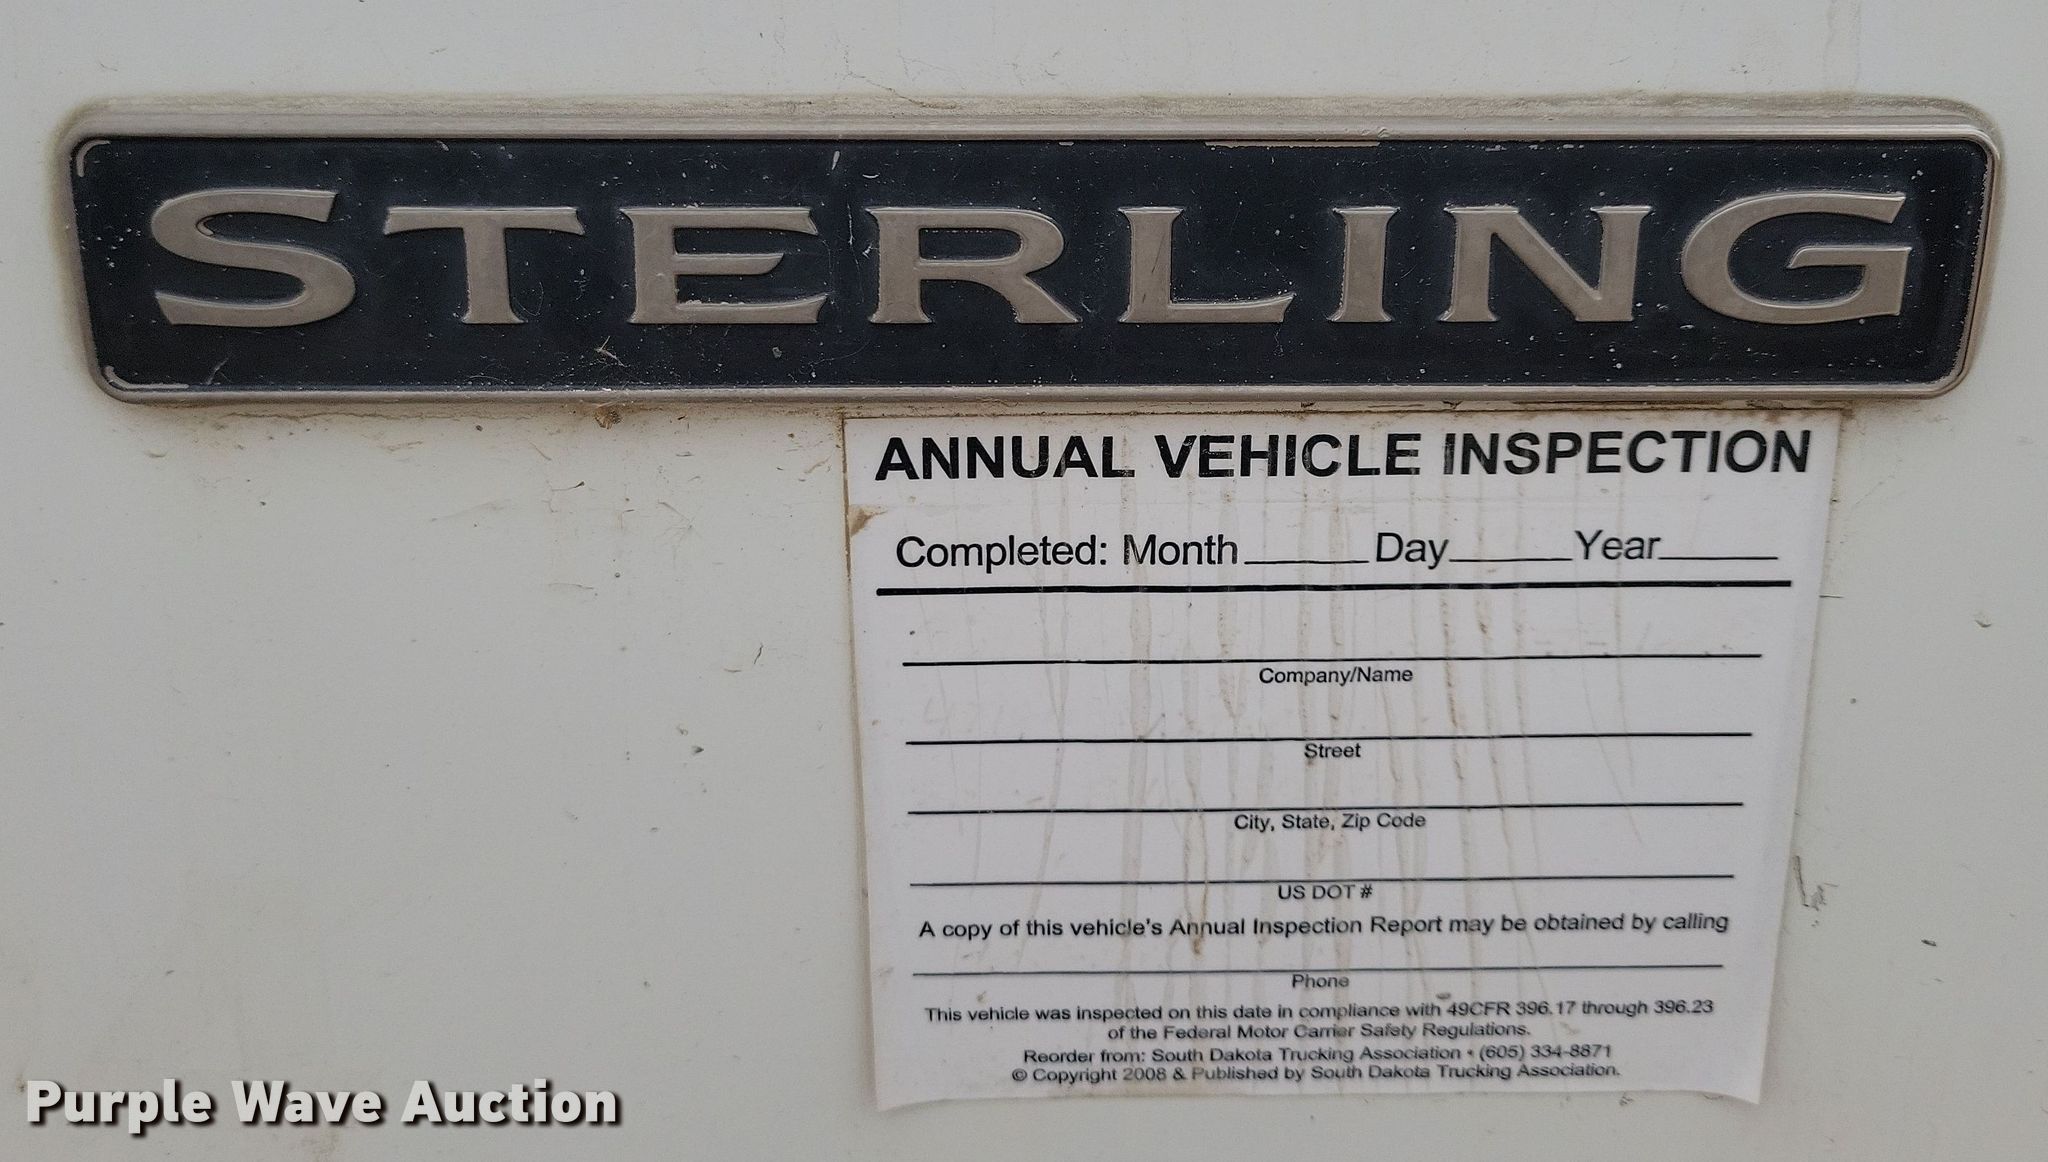 STERLING
ANNUAL VEHICLE INSPECTION
Completed: Month______Day______Year______
Company/Name
Street
City, State, Zip Code
US DOT #
A copy of this vehicle's Annual Inspection Report may be obtained by calling
Phone
This vehicle was inspected on this date in compliance with 49CFR 396.17 through 396.23
of the Federal Motor Carrier Safety Regulations.
Reorder from: South Dakota Trucking Association • (605) 334-8871
© Copyright 2008 & Published by South Dakota Trucking Association.
Purple Wave Auction